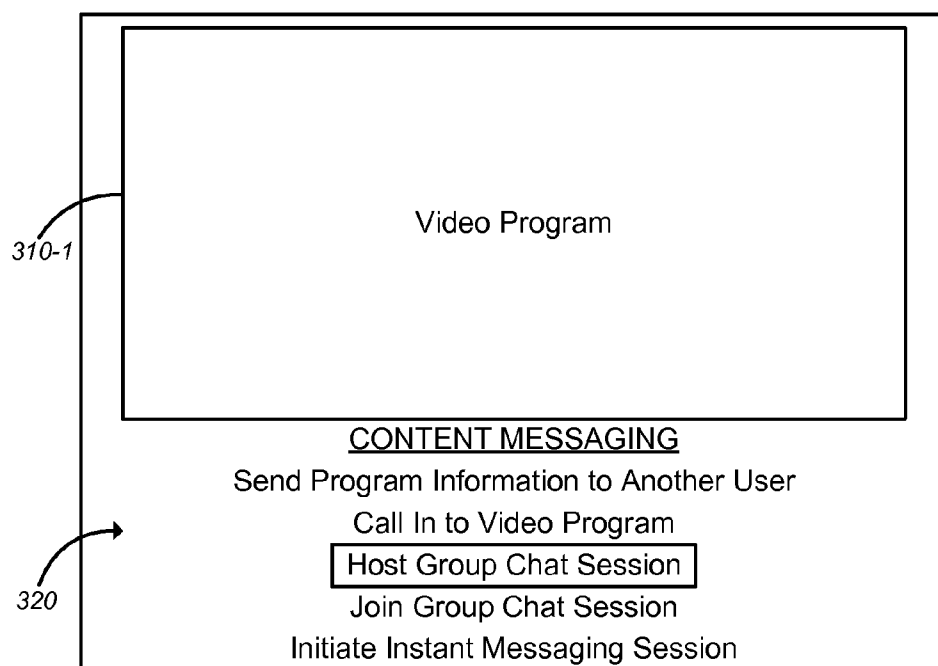 Video Program
310-1
CONTENT MESSAGING
Send Program Information to Another User
Call In to Video Program
Host Group Chat Session
320
Join Group Chat Session
Initiate Instant Messaging Session